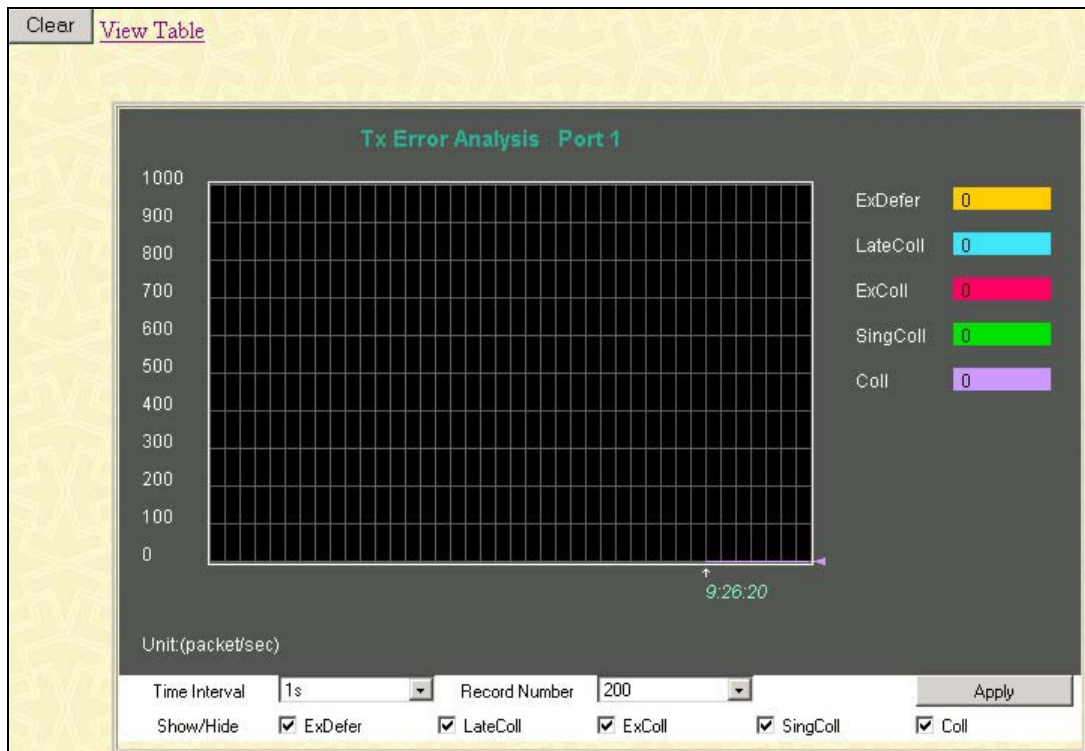 Clear View Table
Tx Error Analysis Port 1
1000
900
800
700
600
500
400
300
200
100
0
ExDefer 0
LateColl 0
ExColl 0
SingColl 0
Coll 0
9:26:20
Unit:(packet/sec)
Time Interval 1s Record Number 200 Apply
Show/Hide ExDefer LateColl ExColl SingColl Coll